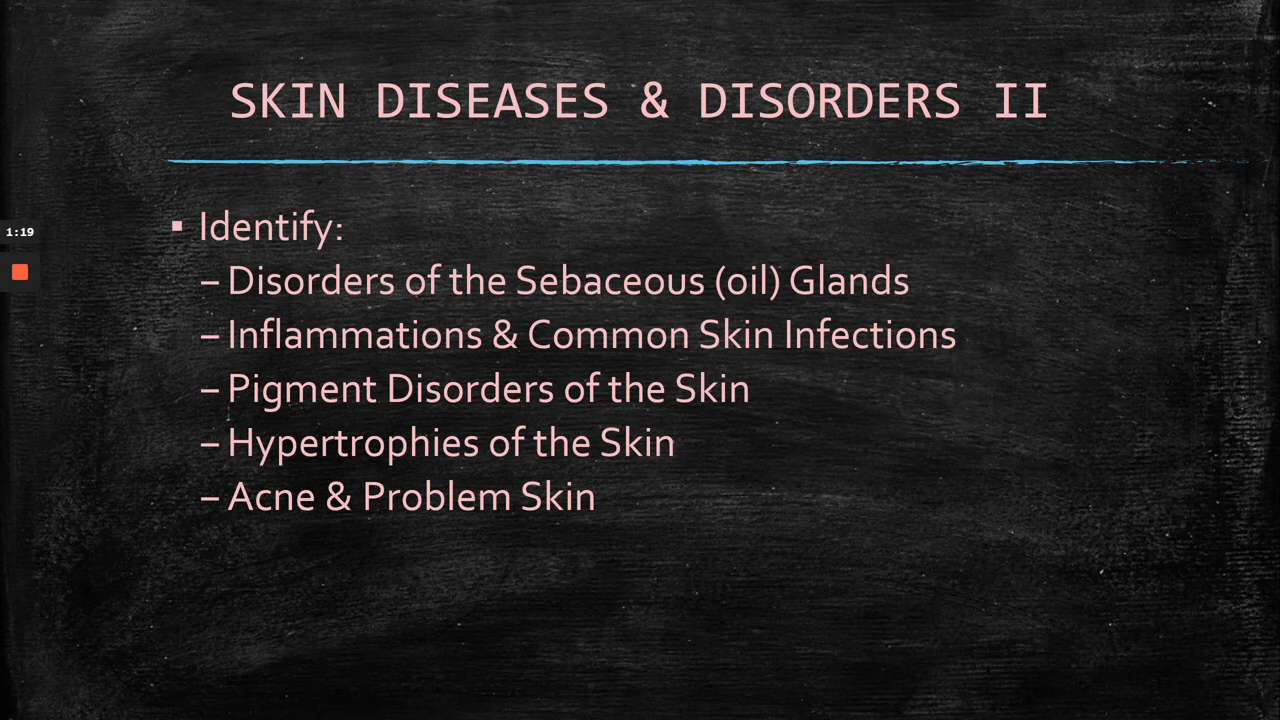 SKIN DISEASES & DISORDERS II
▪ Identify:
– Disorders of the Sebaceous (oil) Glands
– Inflammations & Common Skin Infections
– Pigment Disorders of the Skin
– Hypertrophies of the Skin
– Acne & Problem Skin
1:19